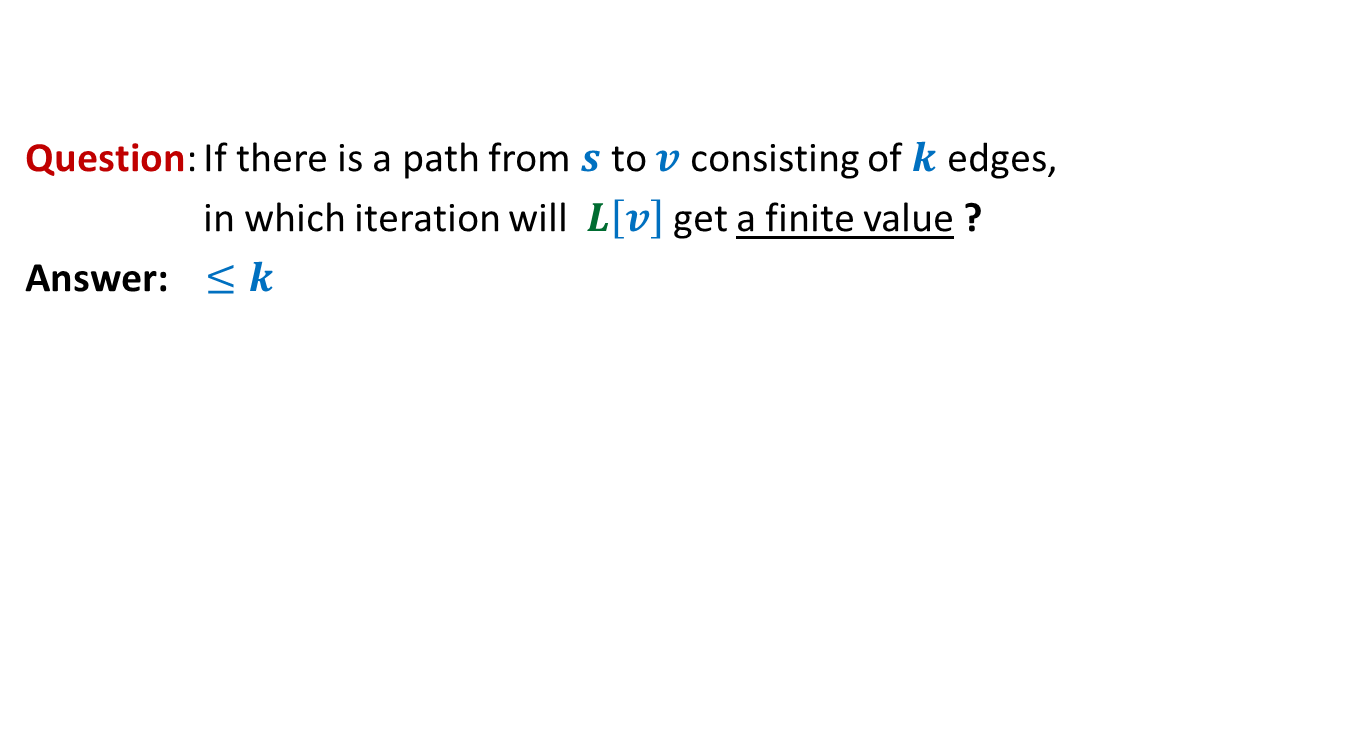 Question: If there is a path from s to v consisting of k edges,
in which iteration will L[v] get a finite value ?
Answer: ≤ k